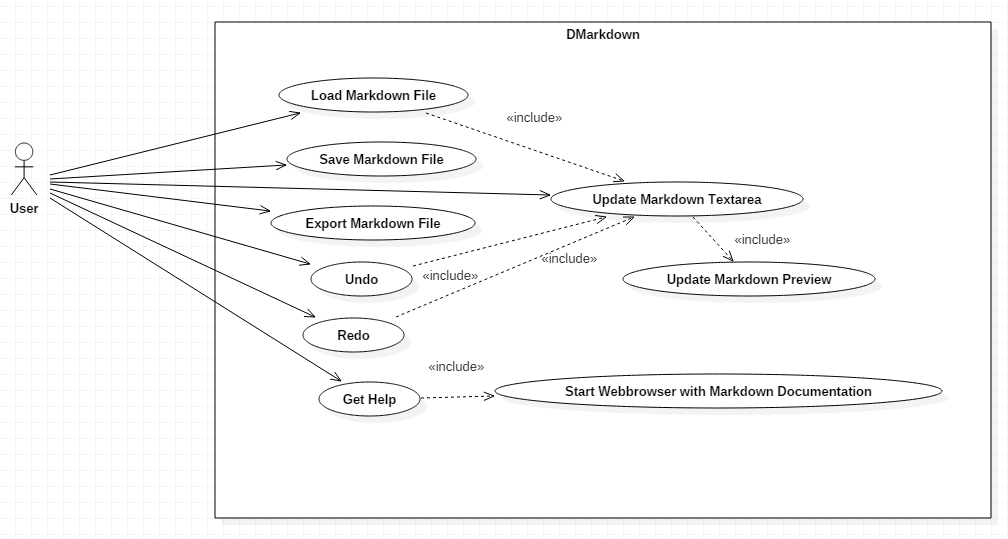 DMarkdown
Load Markdown File
«include»
Save Markdown File
User
Update Markdown Textarea
Export Markdown File
«include»
«include»
«include»
Undo
Update Markdown Preview
Redo
«include»
Get Help
Start Webbrowser with Markdown Documentation